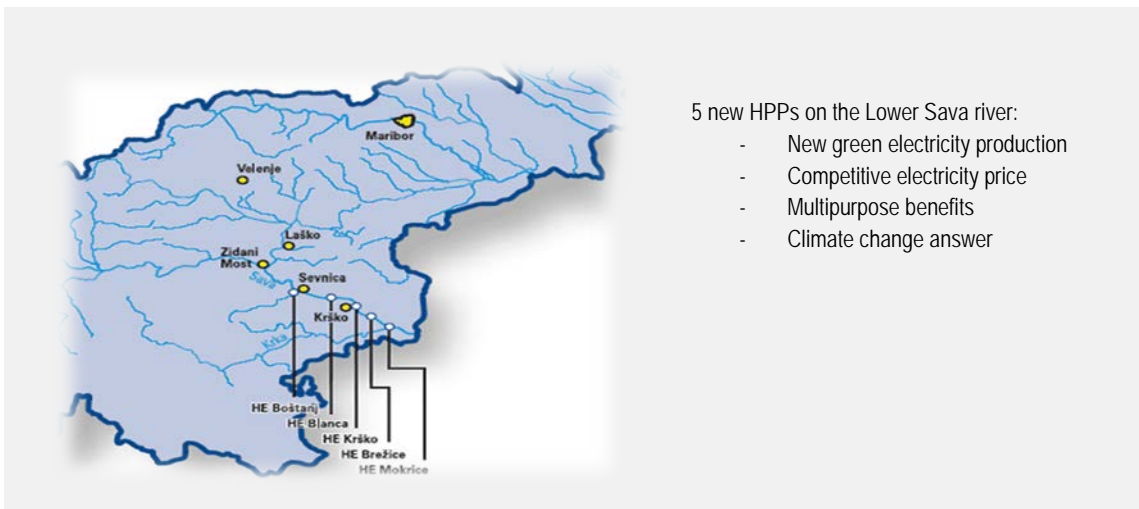 Maribor
Velenje
Laško
Zidani
Most
Sava
Sevnica
Krško
Krka
HE Boštanj
HE Blanca
HE Krško
HE Brežice
HE Mokrice
5 new HPPs on the Lower Sava river:
- New green electricity production
- Competitive electricity price
- Multipurpose benefits
- Climate change answer